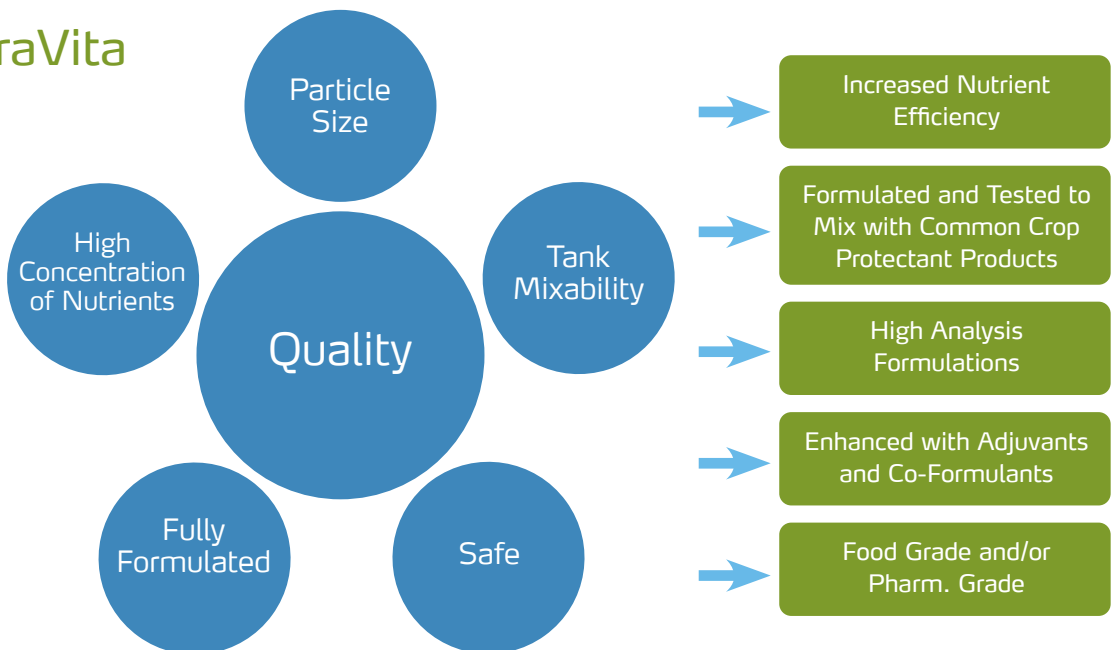 raVita
Particle
Size
High
Concentration
of Nutrients
Tank
Mixability
Quality
Fully
Formulated
Safe
Increased Nutrient
Efficiency
Formulated and Tested to
Mix with Common Crop
Protectant Products
High Analysis
Formulations
Enhanced with Adjuvants
and Co-Formulants
Food Grade and/or
Pharm. Grade